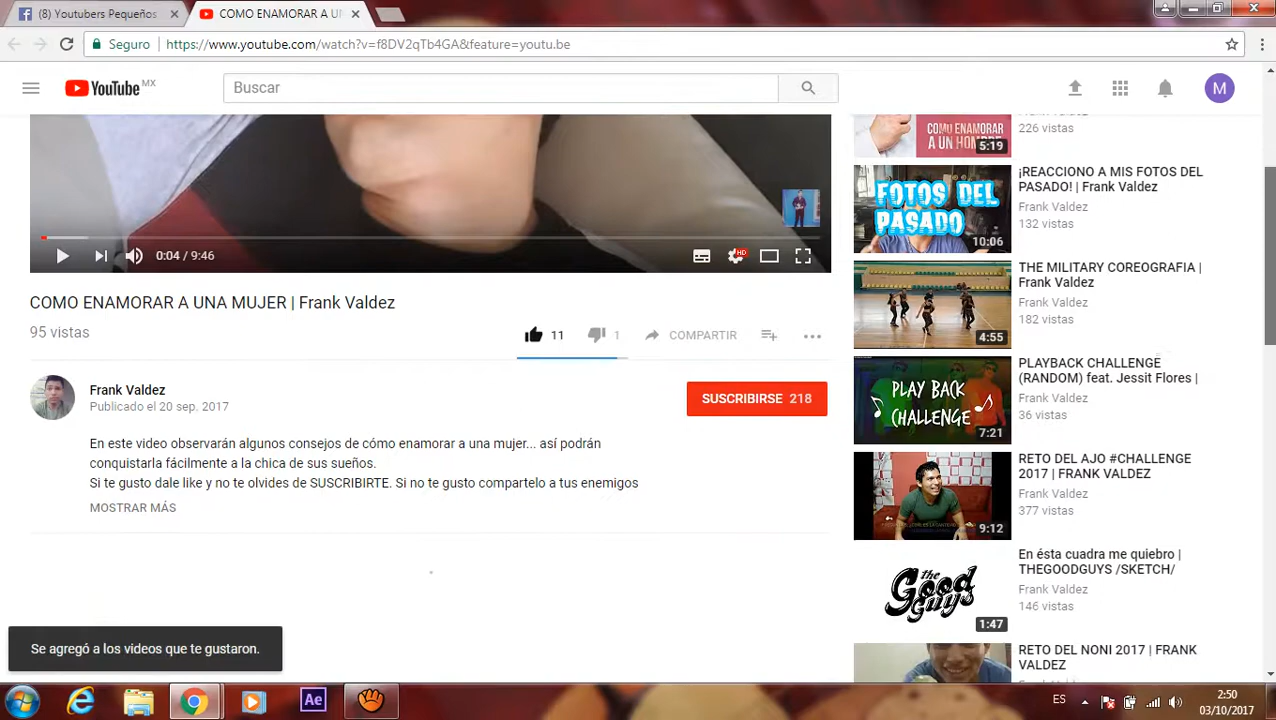 (8) Youtubers Pequeños
COMO ENAMORAR A UN
Seguro
https://www.youtube.com/watch?v=f8DV2qTb4GA&feature=youtu.be
YouTube MX
Buscar
M
0:04 / 9:46
HD
COMO ENAMORAR A UNA MUJER | Frank Valdez
95 vistas
11
1
COMPARTIR
Frank Valdez
Publicado el 20 sep. 2017
SUSCRIBIRSE 218
En este video observarán algunos consejos de cómo enamorar a una mujer... así podrán
conquistarla fácilmente a la chica de sus sueños.
Si te gusto dale like y no te olvides de SUSCRIBIRTE. Si no te gusto compartelo a tus enemigos
MOSTRAR MÁS
Se agregó a los videos que te gustaron.
COMO ENAMORAR
A UN HOMBRE
5:19
226 vistas
FOTOS DEL
PASADO
10:06
¡REACCIONO A MIS FOTOS DEL
PASADO! | Frank Valdez
Frank Valdez
132 vistas
4:55
THE MILITARY COREOGRAFIA |
Frank Valdez
Frank Valdez
182 vistas
PLAY BACK
CHALLENGE
7:21
PLAYBACK CHALLENGE
(RANDOM) feat. Jessit Flores |
Frank Valdez
36 vistas
9:12
RETO DEL AJO #CHALLENGE
2017 | FRANK VALDEZ
Frank Valdez
377 vistas
the
Good
Guys
1:47
En ésta cuadra me quiebro |
THEGOODGUYS /SKETCH/
Frank Valdez
146 vistas
RETO DEL NONI 2017 | FRANK
VALDEZ
Ae
ES
2:50
03/10/2017